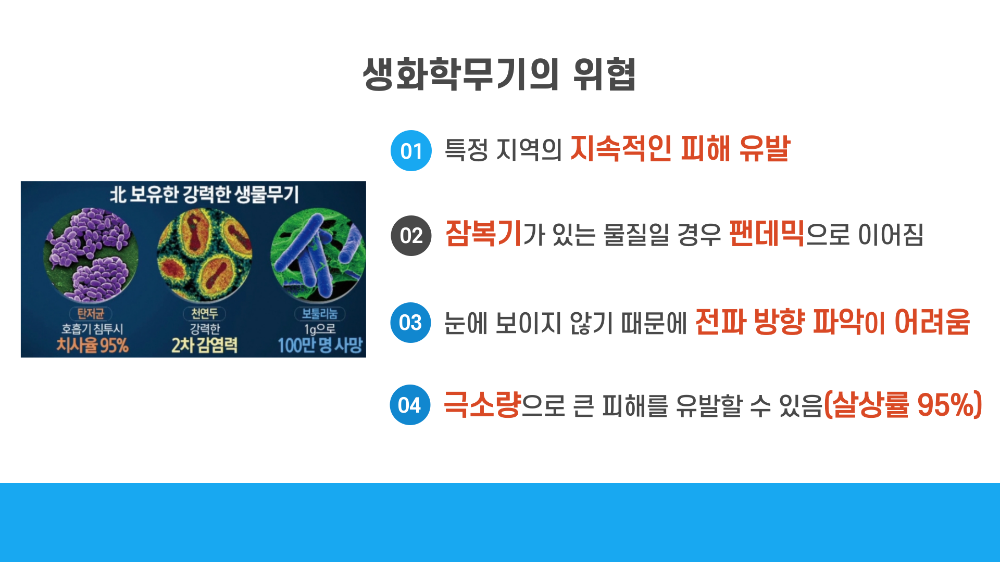 생화학무기의 위협
01 특정 지역의 지속적인 피해 유발
02 잠복기가 있는 물질일 경우 팬데믹으로 이어짐
03 눈에 보이지 않기 때문에 전파 방향 파악이 어려움
04 극소량으로 큰 피해를 유발할 수 있음(살상률 95%)
北 보유한 강력한 생물무기
탄저균
호흡기 침투시
치사율 95%
천연두
강력한
2차 감염력
보툴리눔
1g으로
100만 명 사망